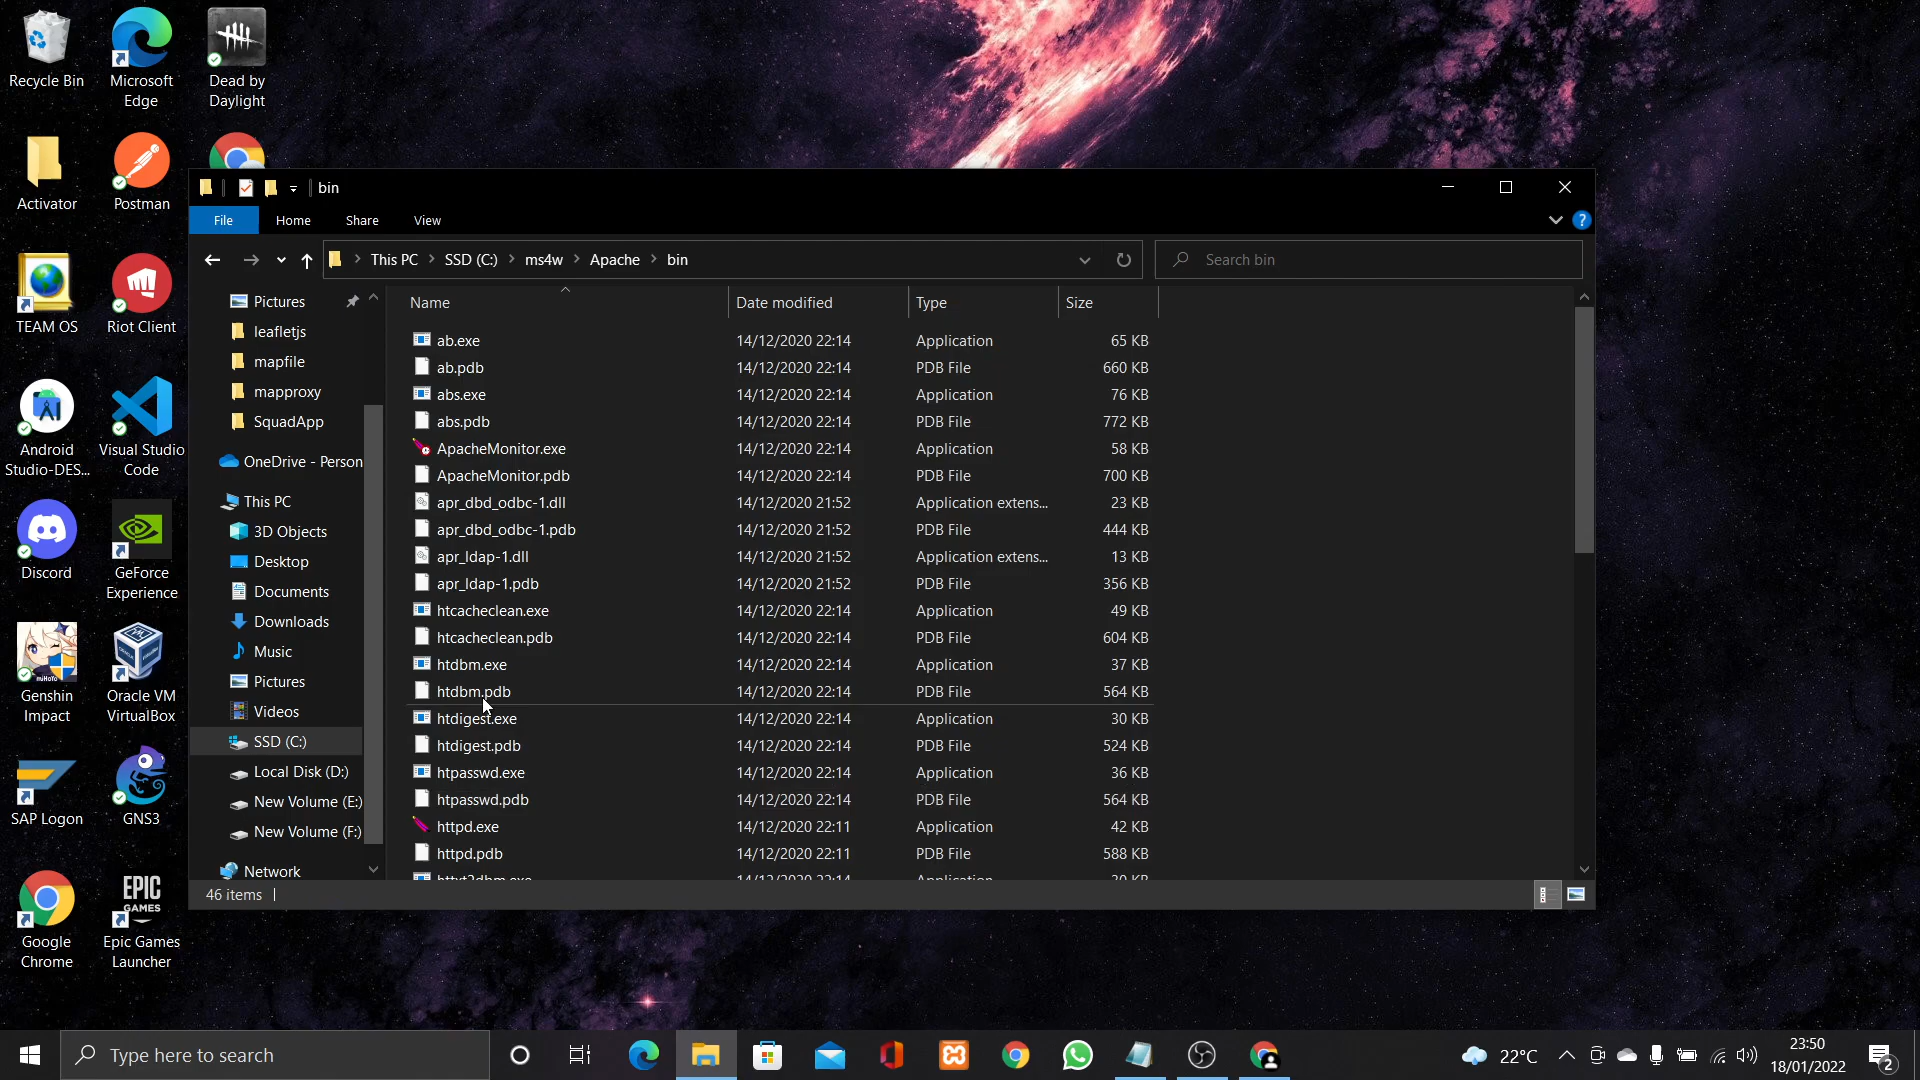 Recycle Bin
Microsoft
Edge
Dead by
Daylight
Activator
Postman
TEAM OS
Riot Client
Android
Studio-DES...
Visual Studio
Code
Discord
GeForce
Experience
Genshin
Impact
Oracle VM
VirtualBox
SAP Logon
GNS3
Google
Chrome
EPIC
GAMES
Epic Games
Launcher
bin
File Home Share View
This PC > SSD (C:) > ms4w > Apache > bin
Search bin
Pictures
leafletjs
mapfile
mapproxy
SquadApp
OneDrive - Person
This PC
3D Objects
Desktop
Documents
Downloads
Music
Pictures
Videos
SSD (C:)
Local Disk (D:)
New Volume (E:)
New Volume (F:)
Network
Name Date modified Type Size
ab.exe 14/12/2020 22:14 Application 65 KB
ab.pdb 14/12/2020 22:14 PDB File 660 KB
abs.exe 14/12/2020 22:14 Application 76 KB
abs.pdb 14/12/2020 22:14 PDB File 772 KB
ApacheMonitor.exe 14/12/2020 22:14 Application 58 KB
ApacheMonitor.pdb 14/12/2020 22:14 PDB File 700 KB
apr_dbd_odbc-1.dll 14/12/2020 21:52 Application extens... 23 KB
apr_dbd_odbc-1.pdb 14/12/2020 21:52 PDB File 444 KB
apr_ldap-1.dll 14/12/2020 21:52 Application extens... 13 KB
apr_ldap-1.pdb 14/12/2020 21:52 PDB File 356 KB
htcacheclean.exe 14/12/2020 22:14 Application 49 KB
htcacheclean.pdb 14/12/2020 22:14 PDB File 604 KB
htdbm.exe 14/12/2020 22:14 Application 37 KB
htdbm.pdb 14/12/2020 22:14 PDB File 564 KB
htdigest.exe 14/12/2020 22:14 Application 30 KB
htdigest.pdb 14/12/2020 22:14 PDB File 524 KB
htpasswd.exe 14/12/2020 22:14 Application 36 KB
htpasswd.pdb 14/12/2020 22:14 PDB File 564 KB
httpd.exe 14/12/2020 22:11 Application 42 KB
httpd.pdb 14/12/2020 22:11 PDB File 588 KB
46 items
Type here to search
22°C
23:50
18/01/2022
2